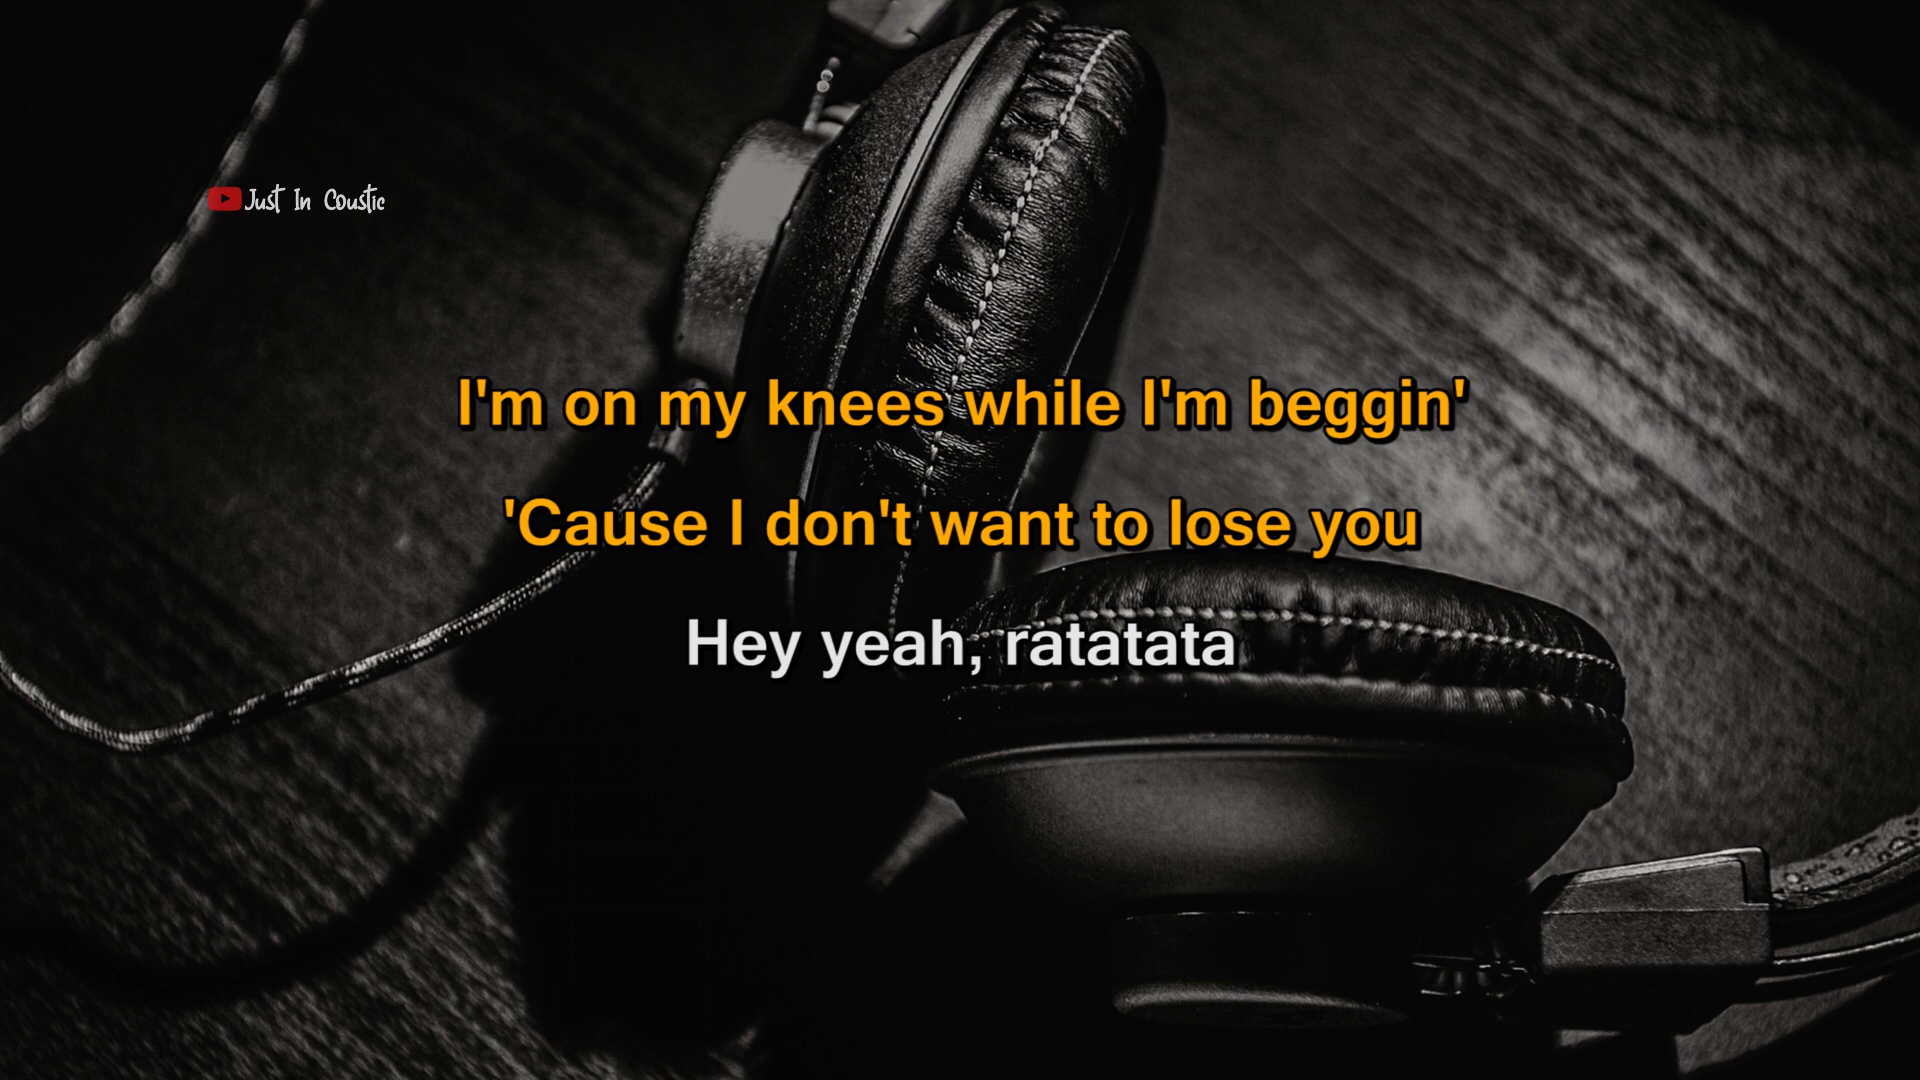 Just In Coustic
I'm on my knees while I'm beggin'
'Cause I don't want to lose you
Hey yeah, ratatata